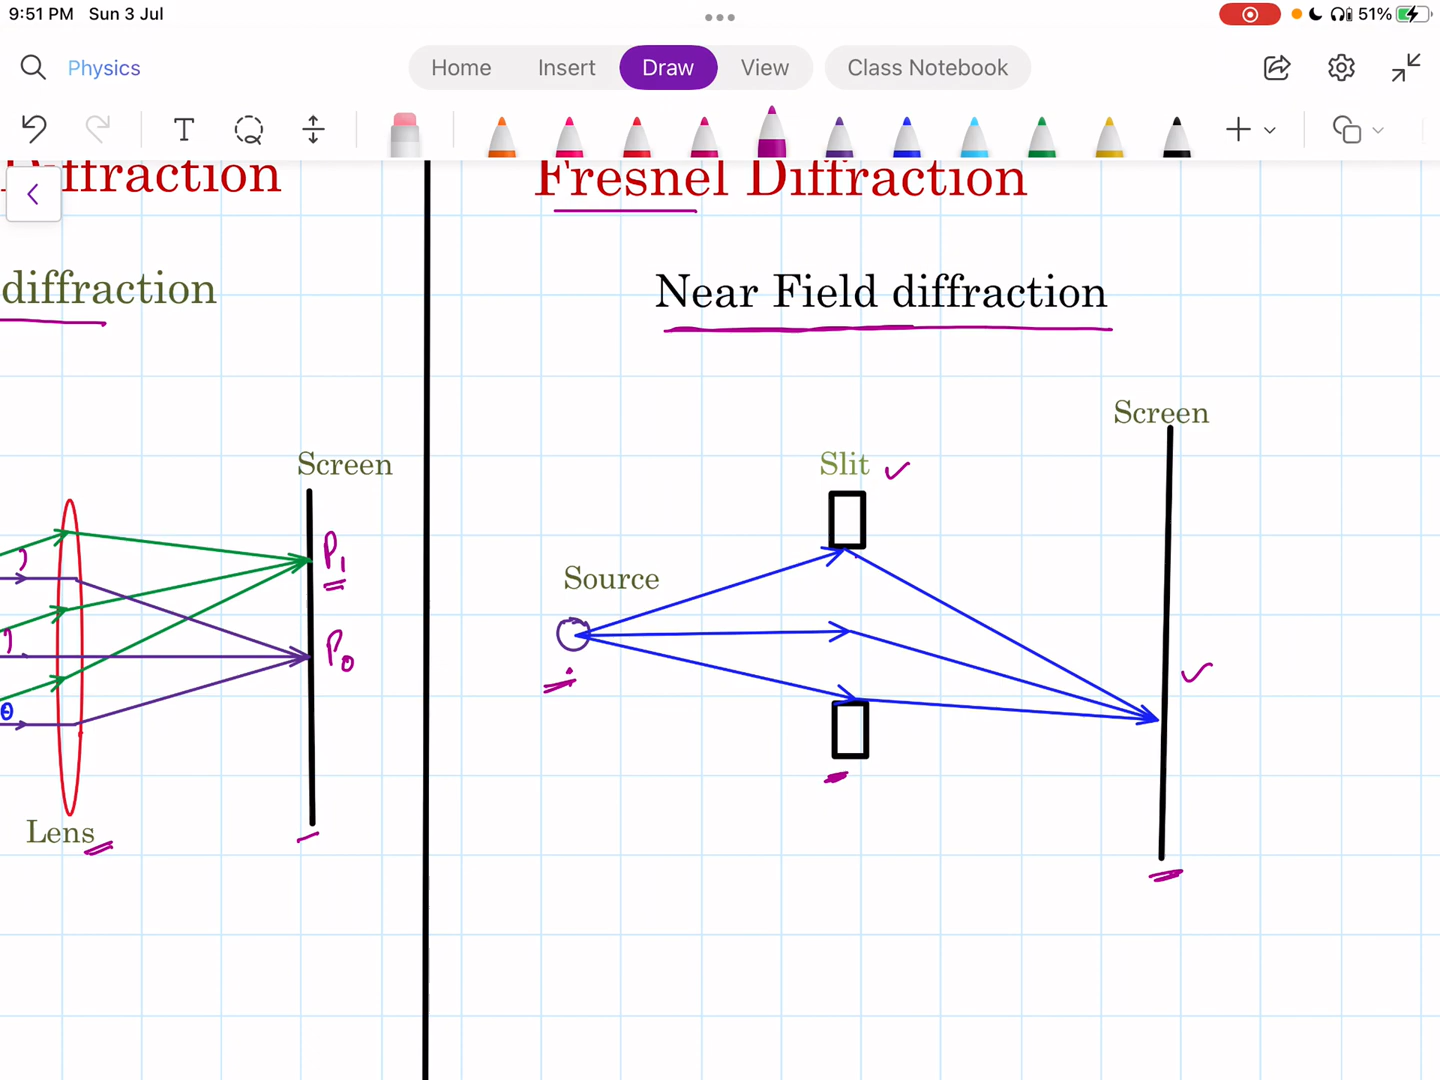 9:51 PM Sun 3 Jul
51%
Physics
Home Insert Draw View Class Notebook
T
ffraction
Fresnel Diffraction
diffraction
Near Field diffraction
Screen
Screen
Slit
P1
Source
P0
θ
Lens